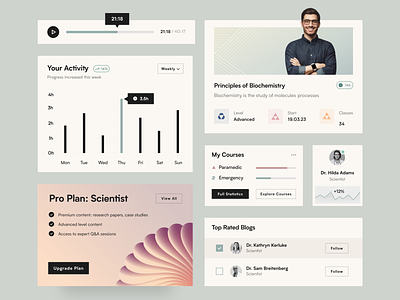 21:18
21:18 / 40:17
Your Activity
+14%
Weekly
Progress increased this week
4h
3h
2h
1h
0h
3.5h
Mon Tue Wed Thu Fri Sat Sun
Pro Plan: Scientist
View All
Premium content: research papers, case studies
Advanced level content
Access to expert Q&A sessions
Upgrade Plan
Principles of Biochemistry
Biochemistry is the study of molecules processes
Level
Advanced
Start
19.03.23
Classes
34
My Courses
Paramedic
2 Emergency
Full Statistics
Explore Courses
Dr. Hilda Adams
Scientist
+12%
Top Rated Blogs
Dr. Kathryn Kerluke
Scientist
Follow
Dr. Sam Breitenberg
Scientist
Follow